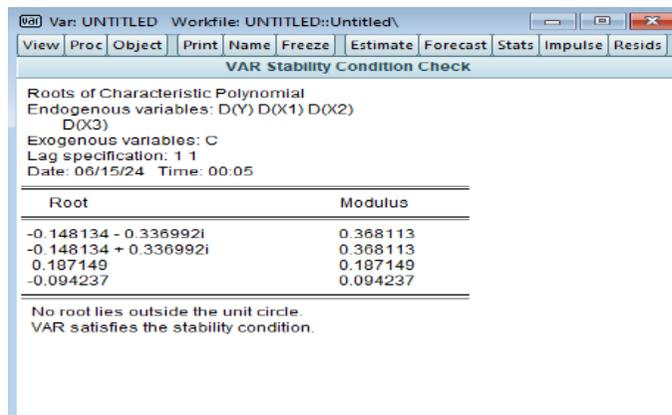 Var Var: UNTITLED Workfile: UNTITLED::Untitled\
View Proc Object Print Name Freeze Estimate Forecast Stats Impulse Resids
VAR Stability Condition Check
Roots of Characteristic Polynomial
Endogenous variables: D(Y) D(X1) D(X2)
D(X3)
Exogenous variables: C
Lag specification: 1 1
Date: 06/15/24 Time: 00:05
Root Modulus
-0.148134 - 0.336992i 0.368113
-0.148134 + 0.336992i 0.368113
0.187149 0.187149
-0.094237 0.094237
No root lies outside the unit circle.
VAR satisfies the stability condition.